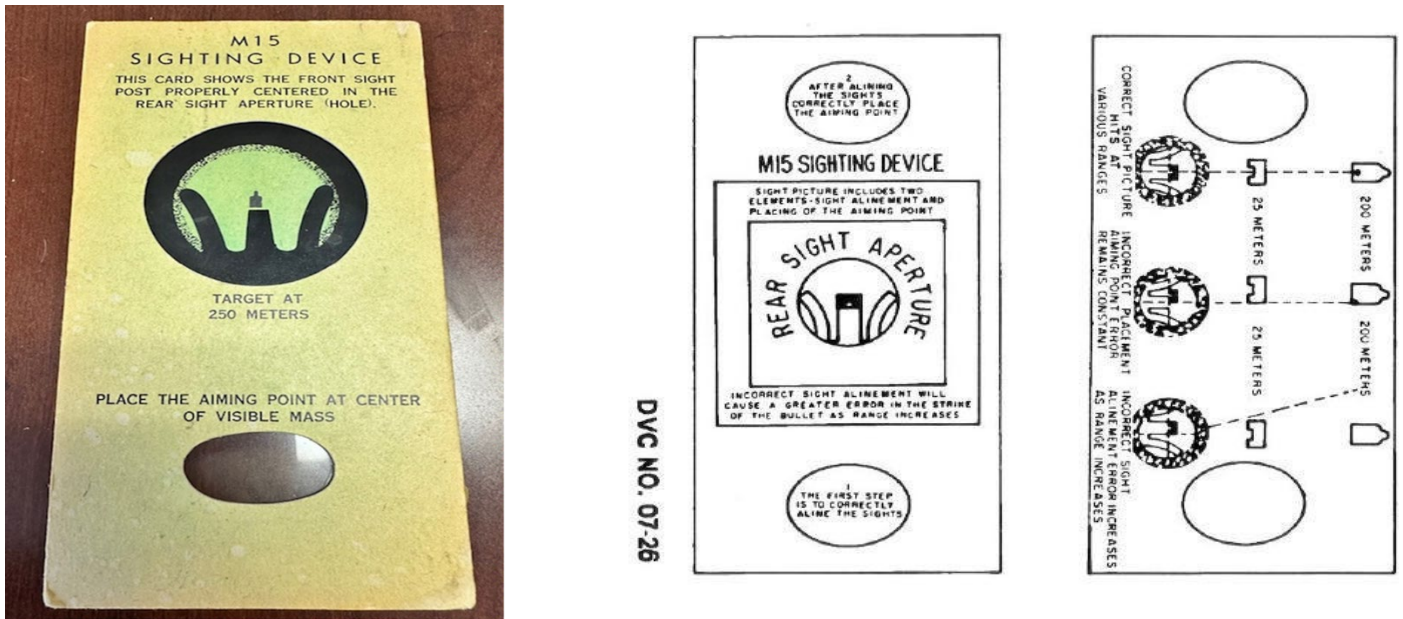 M15
SIGHTING DEVICE
THIS CARD SHOWS THE FRONT SIGHT
POST PROPERLY CENTERED IN THE
REAR SIGHT APERTURE (HOLE).
TARGET AT
250 METERS
PLACE THE AIMING POINT AT CENTER
OF VISIBLE MASS
DVC NO. 07-26
2
AFTER ALINING
THE SIGHTS
CORRECTLY PLACE
THE AIMING POINT
M15 SIGHTING DEVICE
SIGHT PICTURE INCLUDES TWO
ELEMENTS-SIGHT ALINEMENT AND
PLACING OF THE AIMING POINT
REAR SIGHT APERTURE
INCORRECT SIGHT ALINEMENT WILL
CAUSE A GREATER ERROR IN THE STRIKE
OF THE BULLET AS RANGE INCREASES
1
THE FIRST STEP
IS TO CORRECTLY
ALINE THE SIGHTS
CORRECT SIGHT PICTURE
HITS AT
VARIOUS RANGES
25 METERS
200 METERS
INCORRECT PLACEMENT
AIMING POINT ERROR
REMAINS CONSTANT
25 METERS
200 METERS
INCORRECT SIGHT
ALINEMENT ERROR INCREASES
AS RANGE INCREASES